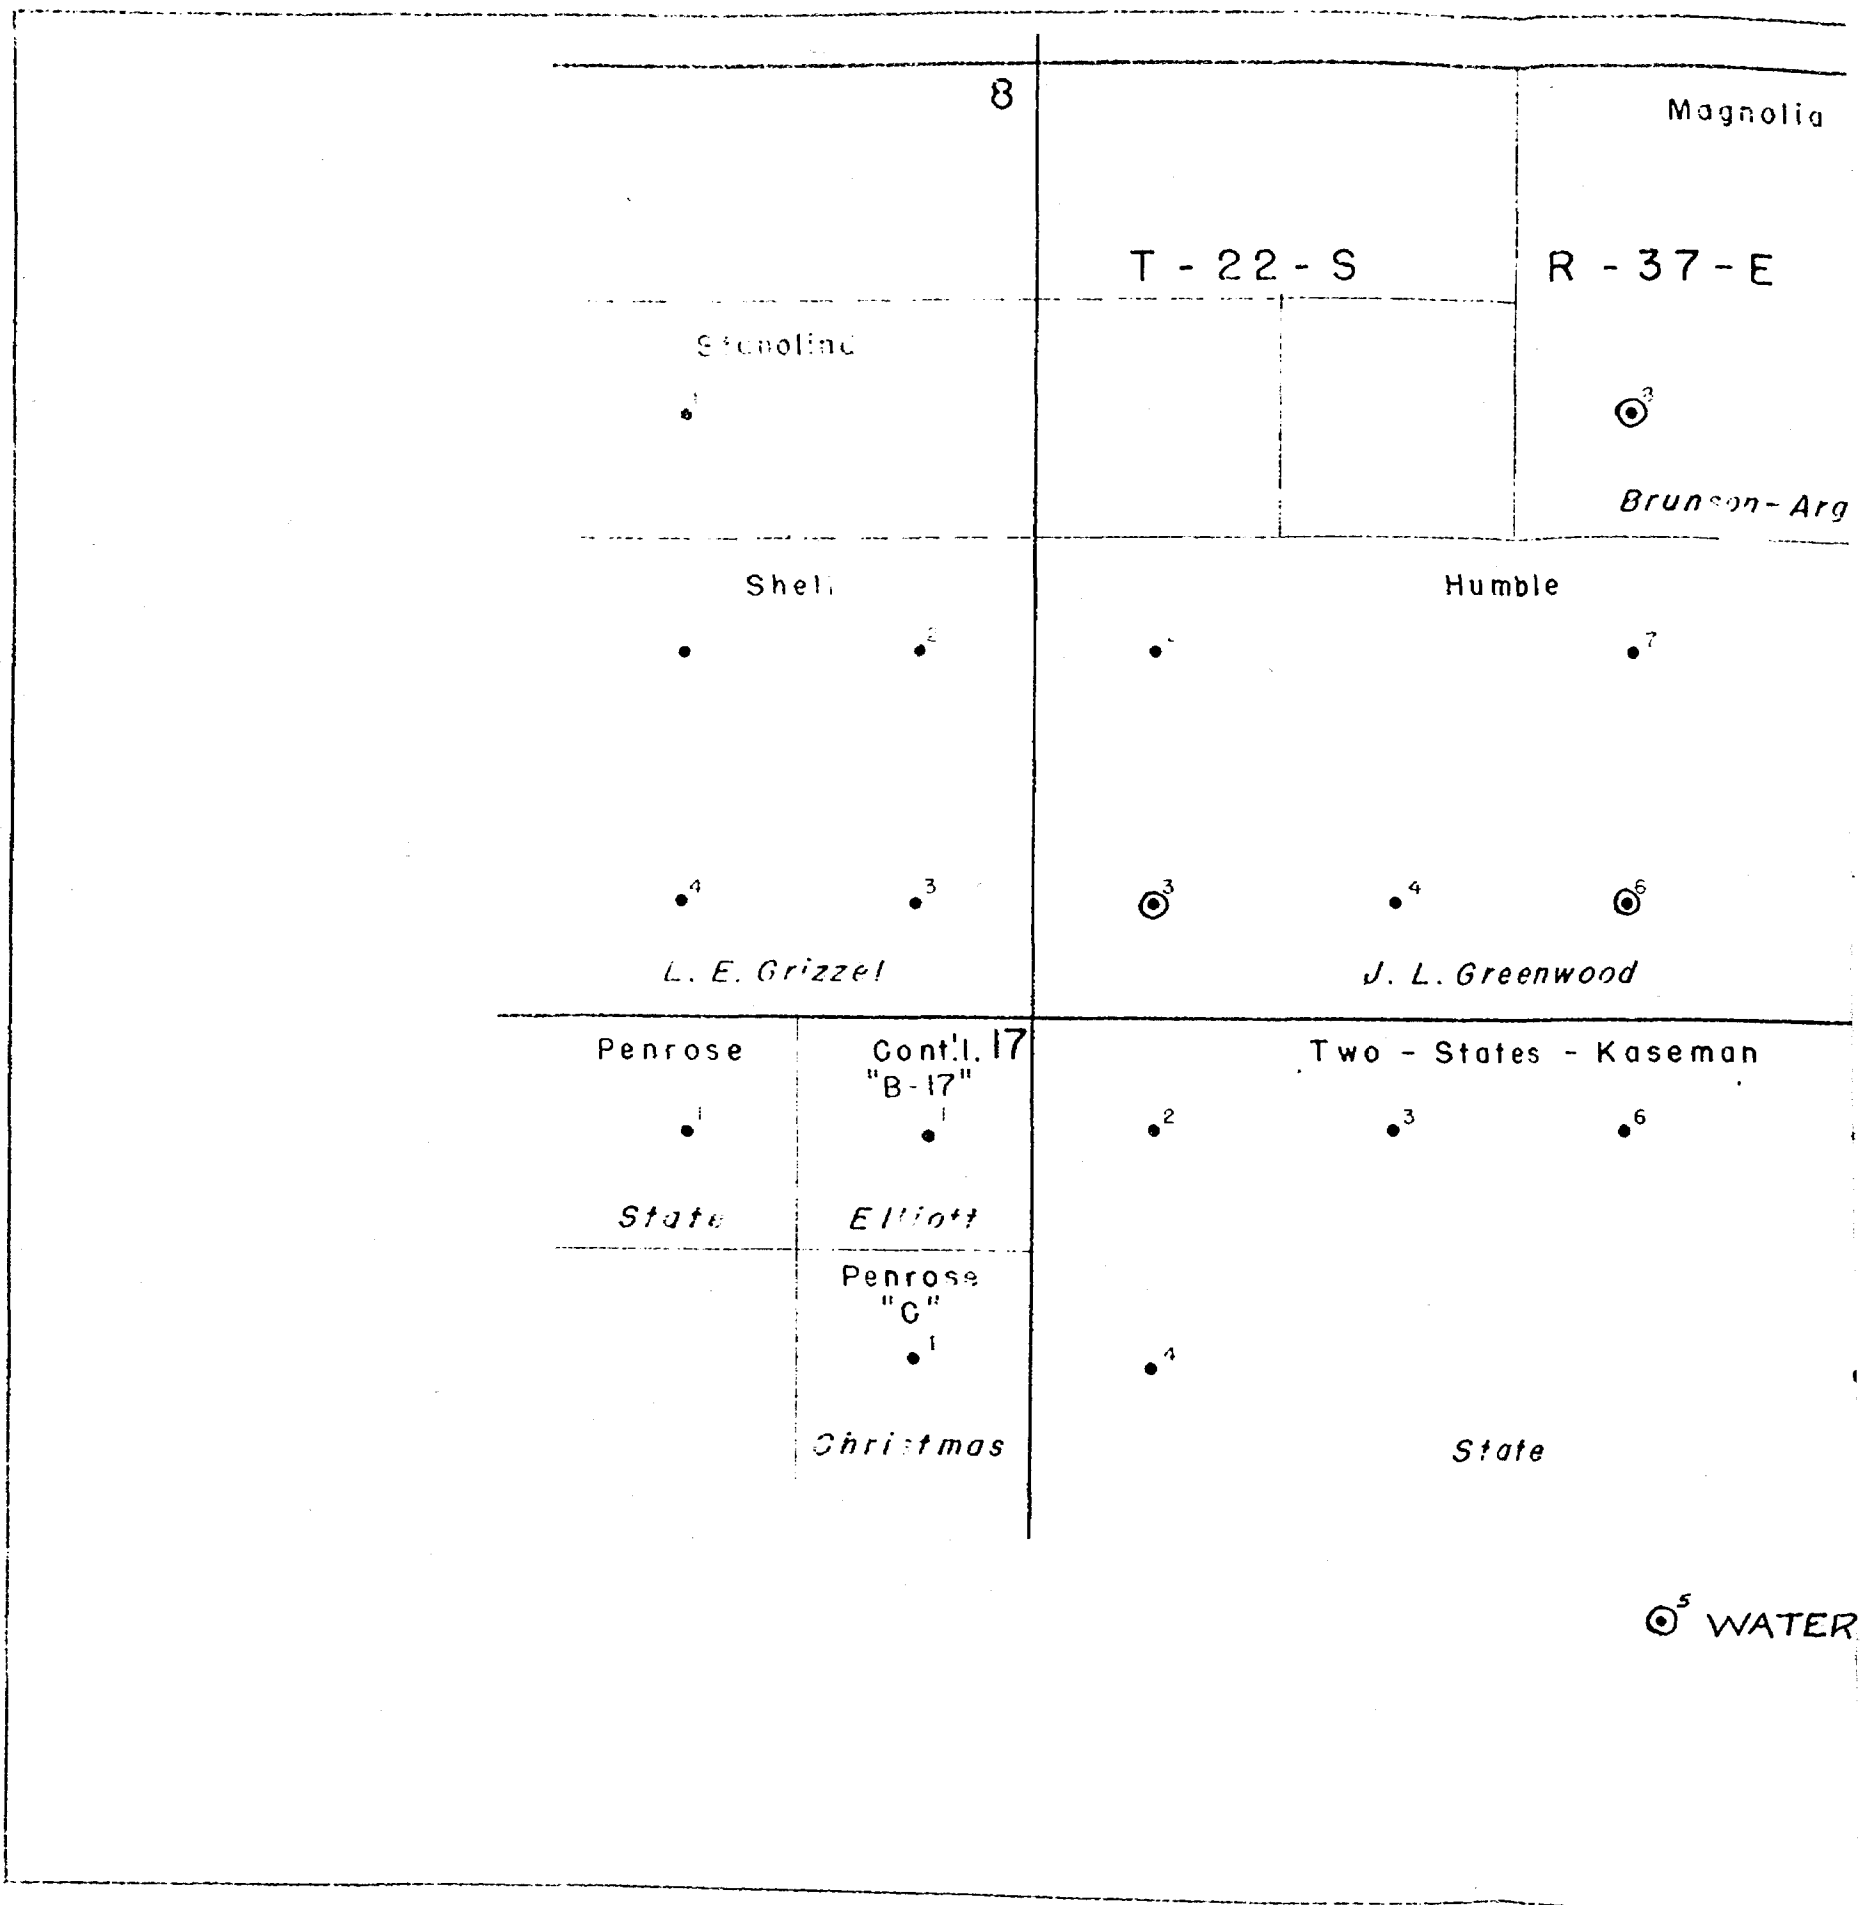 8
Magnolia
T - 22 - S R - 37 - E
1
8
Brunson - Arg
Shell
Humble
2
7
4
3
3
4
6
L. E. Grizzel
J. L. Greenwood
Penrose
Cont'l. 17
"B-17"
Two - States - Kaseman
1
1
2
3
6
State
Elliott
Penrose
"C"
1
4
Christmas
State
5 WATER